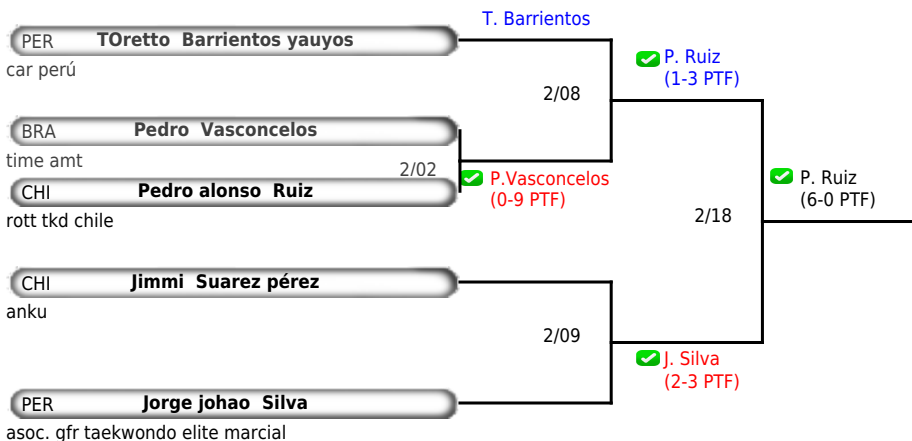 T. Barrientos
PER TOretto Barrientos yauyos
car perú
P. Ruiz
(1-3 PTF)
2/08
BRA Pedro Vasconcelos
time amt
2/02
CHI Pedro alonso Ruiz
rott tkd chile
P.Vasconcelos
(0-9 PTF)
P. Ruiz
(6-0 PTF)
2/18
CHI Jimmi Suarez pérez
anku
2/09
J. Silva
(2-3 PTF)
PER Jorge johao Silva
asoc. gfr taekwondo elite marcial